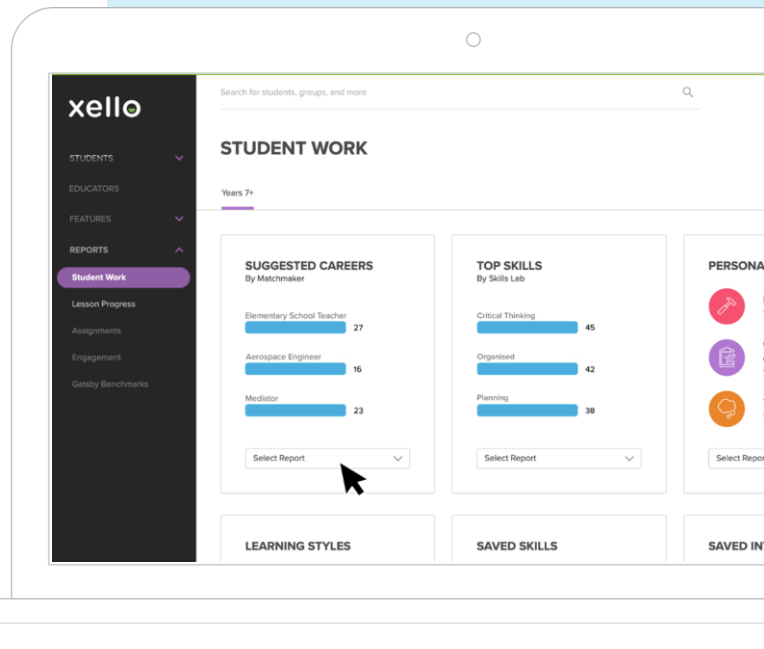 xello
STUDENTS
EDUCATORS
FEATURES
REPORTS
Student Work
Lesson Progress
Assignments
Engagement
Gatsby Benchmarks
Search for students, groups, and more
STUDENT WORK
Years 7+
SUGGESTED CAREERS
By Matchmaker
Elementary School Teacher
27
Aerospace Engineer
16
Mediator
23
Select Report
TOP SKILLS
By Skills Lab
Critical Thinking
45
Organised
42
Planning
38
Select Report
PERSONA
Select Repor
LEARNING STYLES
SAVED SKILLS
SAVED IN